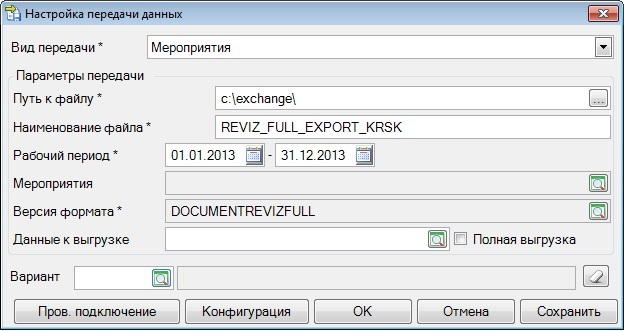 Настройка передачи данных
Вид передачи * Мероприятия
Параметры передачи
Путь к файлу * c:\exchange\ ...
Наименование файла * REVIZ_FULL_EXPORT_KRSK
Рабочий период * 01.01.2013 - 31.12.2013
Мероприятия
Версия формата * DOCUMENTREVIZFULL
Данные к выгрузке Полная выгрузка
Вариант
Пров. подключение Конфигурация OK Отмена Сохранить